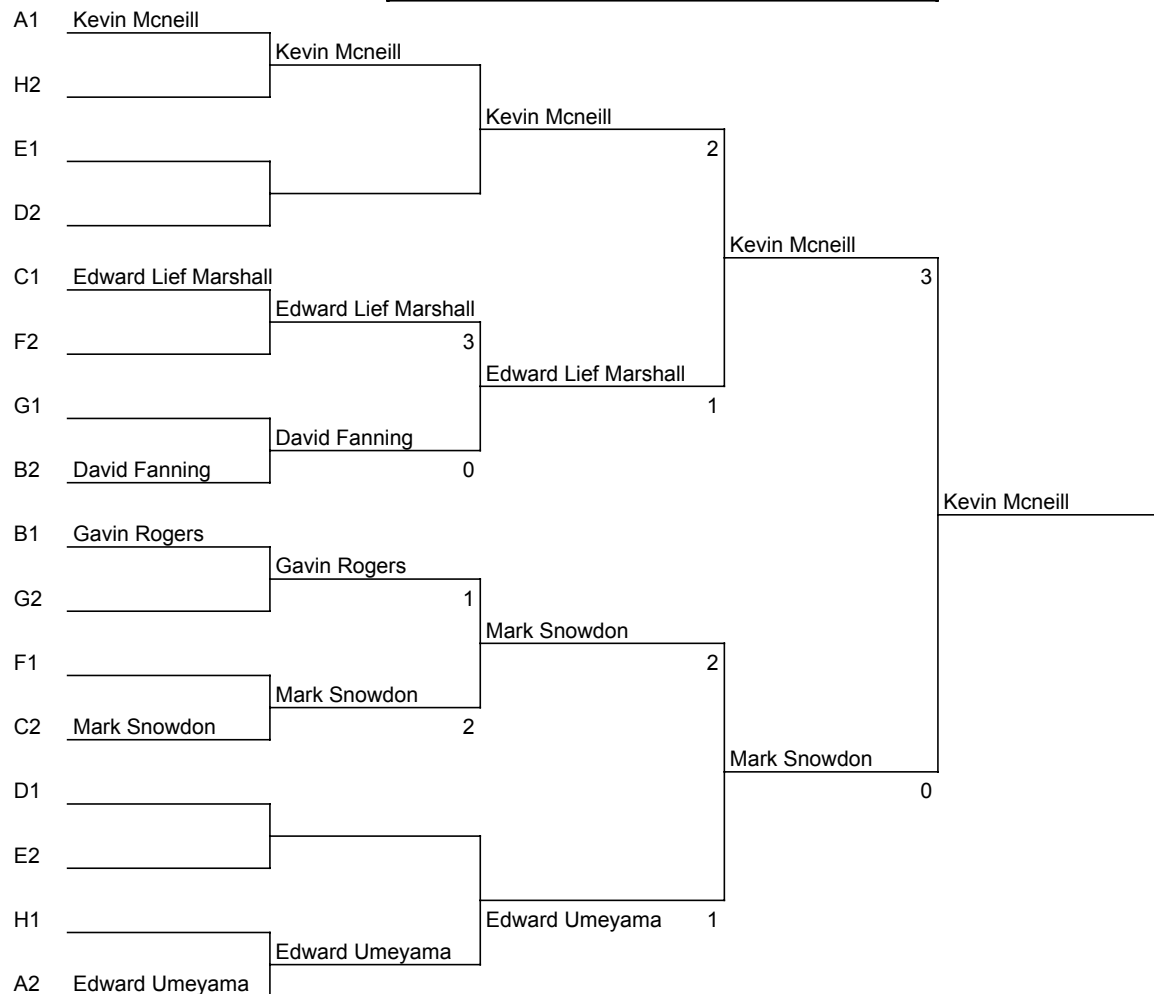 A1 Kevin Mcneill
Kevin Mcneill
H2
Kevin Mcneill
E1 2
D2
Kevin Mcneill
C1 Edward Lief Marshall 3
Edward Lief Marshall
F2 3
Edward Lief Marshall
G1 1
David Fanning
B2 David Fanning 0
Kevin Mcneill
B1 Gavin Rogers
Gavin Rogers
G2 1
Mark Snowdon
F1 2
Mark Snowdon
C2 Mark Snowdon 2
Mark Snowdon
D1 0
E2
H1 Edward Umeyama 1
Edward Umeyama
A2 Edward Umeyama